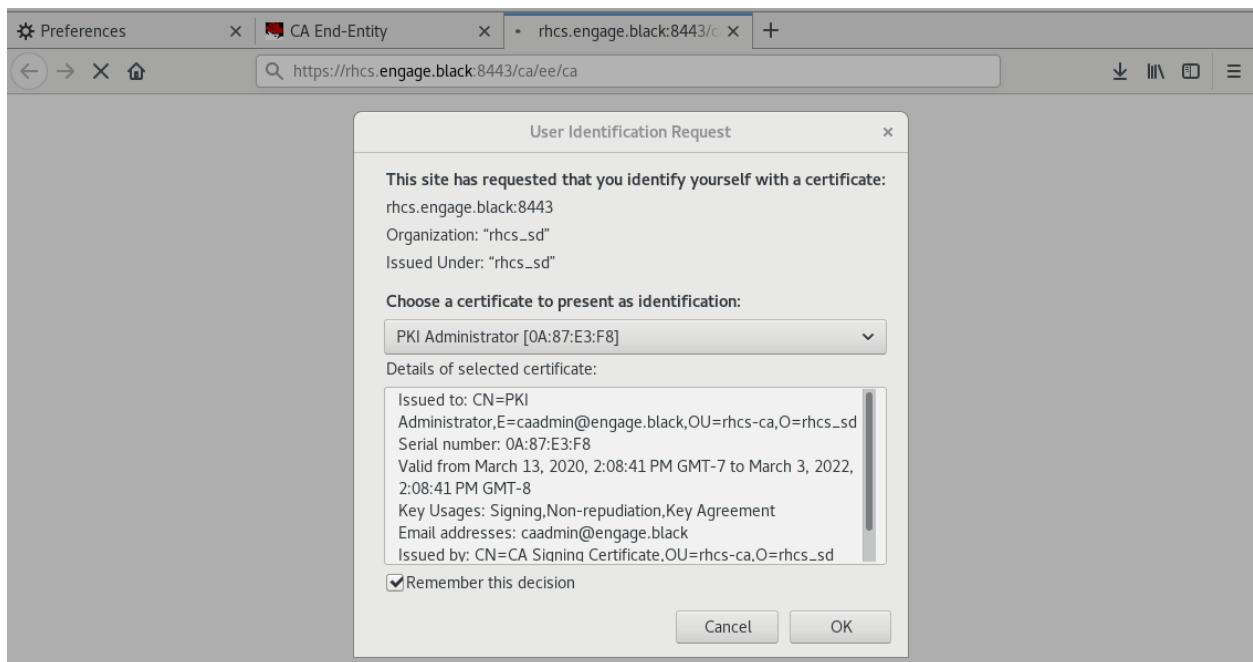 Preferences
CA End-Entity
rhcs.engage.black:8443/c
https://rhcs.engage.black:8443/ca/ee/ca
User Identification Request
This site has requested that you identify yourself with a certificate:
rhcs.engage.black:8443
Organization: “rhcs_sd”
Issued Under: “rhcs_sd”
Choose a certificate to present as identification:
PKI Administrator [0A:87:E3:F8]
Details of selected certificate:
Issued to: CN=PKI
Administrator,E=caadmin@engage.black,OU=rhcs-ca,O=rhcs_sd
Serial number: 0A:87:E3:F8
Valid from March 13, 2020, 2:08:41 PM GMT-7 to March 3, 2022,
2:08:41 PM GMT-8
Key Usages: Signing,Non-repudiation,Key Agreement
Email addresses: caadmin@engage.black
Issued by: CN=CA Signing Certificate,OU=rhcs-ca,O=rhcs_sd
Remember this decision
Cancel
OK